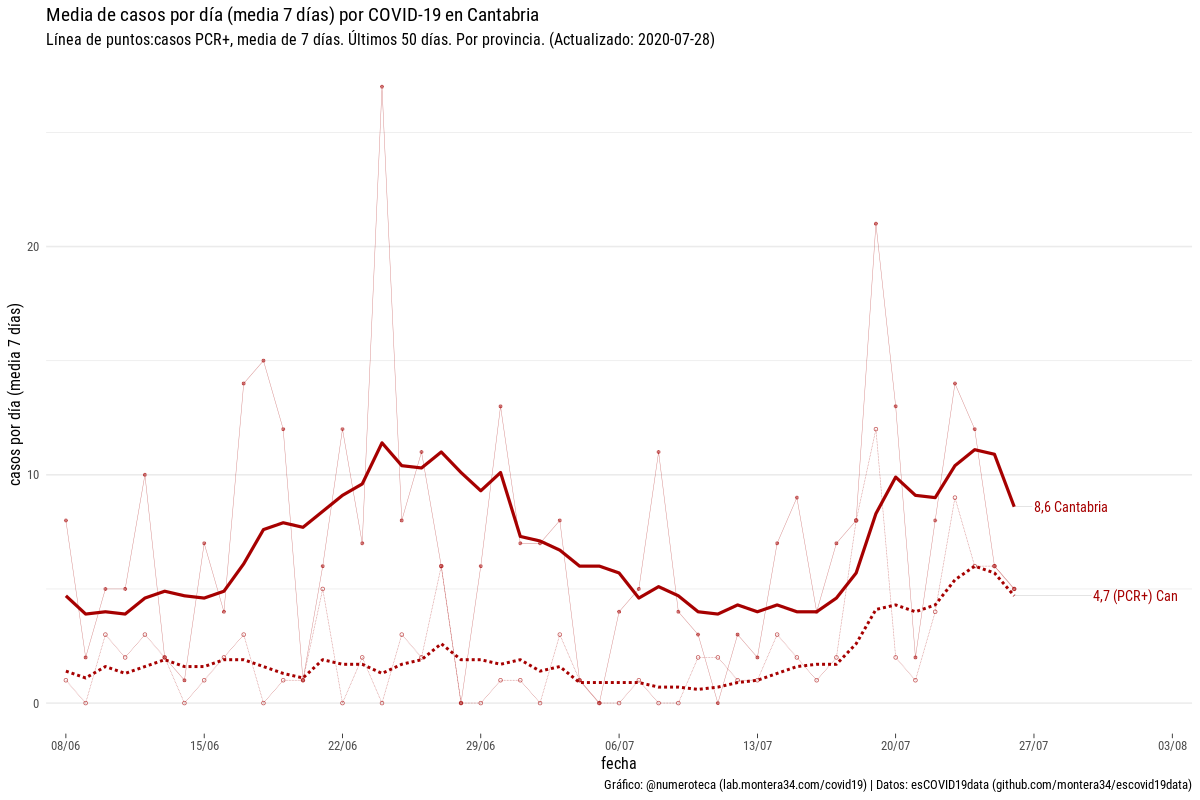 Media de casos por día (media 7 días) por COVID-19 en Cantabria
Línea de puntos:casos PCR+, media de 7 días. Últimos 50 días. Por provincia. (Actualizado: 2020-07-28)
casos por día (media 7 días)
20
10
0
8,6 Cantabria
4,7 (PCR+) Can
08/06 15/06 22/06 29/06 06/07 13/07 20/07 27/07 03/08
fecha
Gráfico: @numeroteca (lab.montera34.com/covid19) | Datos: esCOVID19data (github.com/montera34/escovid19data)